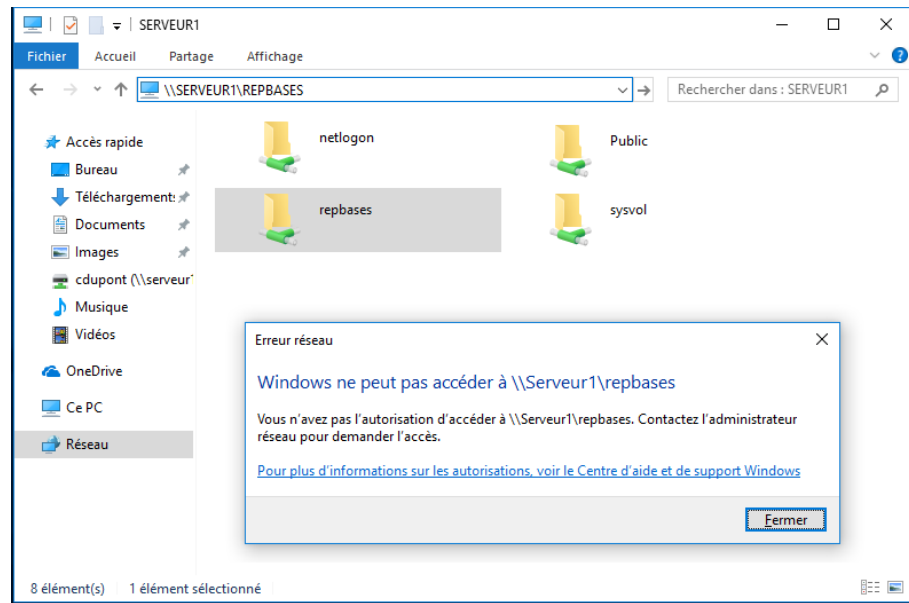 SERVEUR1
Fichier Accueil Partage Affichage
\\SERVEUR1\REPBASES
Rechercher dans : SERVEUR1
Accès rapide
Bureau
Téléchargement:
Documents
Images
cdupont (\\serveur'
Musique
Vidéos
OneDrive
Ce PC
Réseau
netlogon
Public
repbases
sysvol
Erreur réseau
Windows ne peut pas accéder à \\Serveur1\repbases
Vous n'avez pas l'autorisation d'accéder à \\Serveur1\repbases. Contactez l'administrateur
réseau pour demander l'accès.
Pour plus d'informations sur les autorisations, voir le Centre d'aide et de support Windows
Fermer
8 élément(s) 1 élément sélectionné